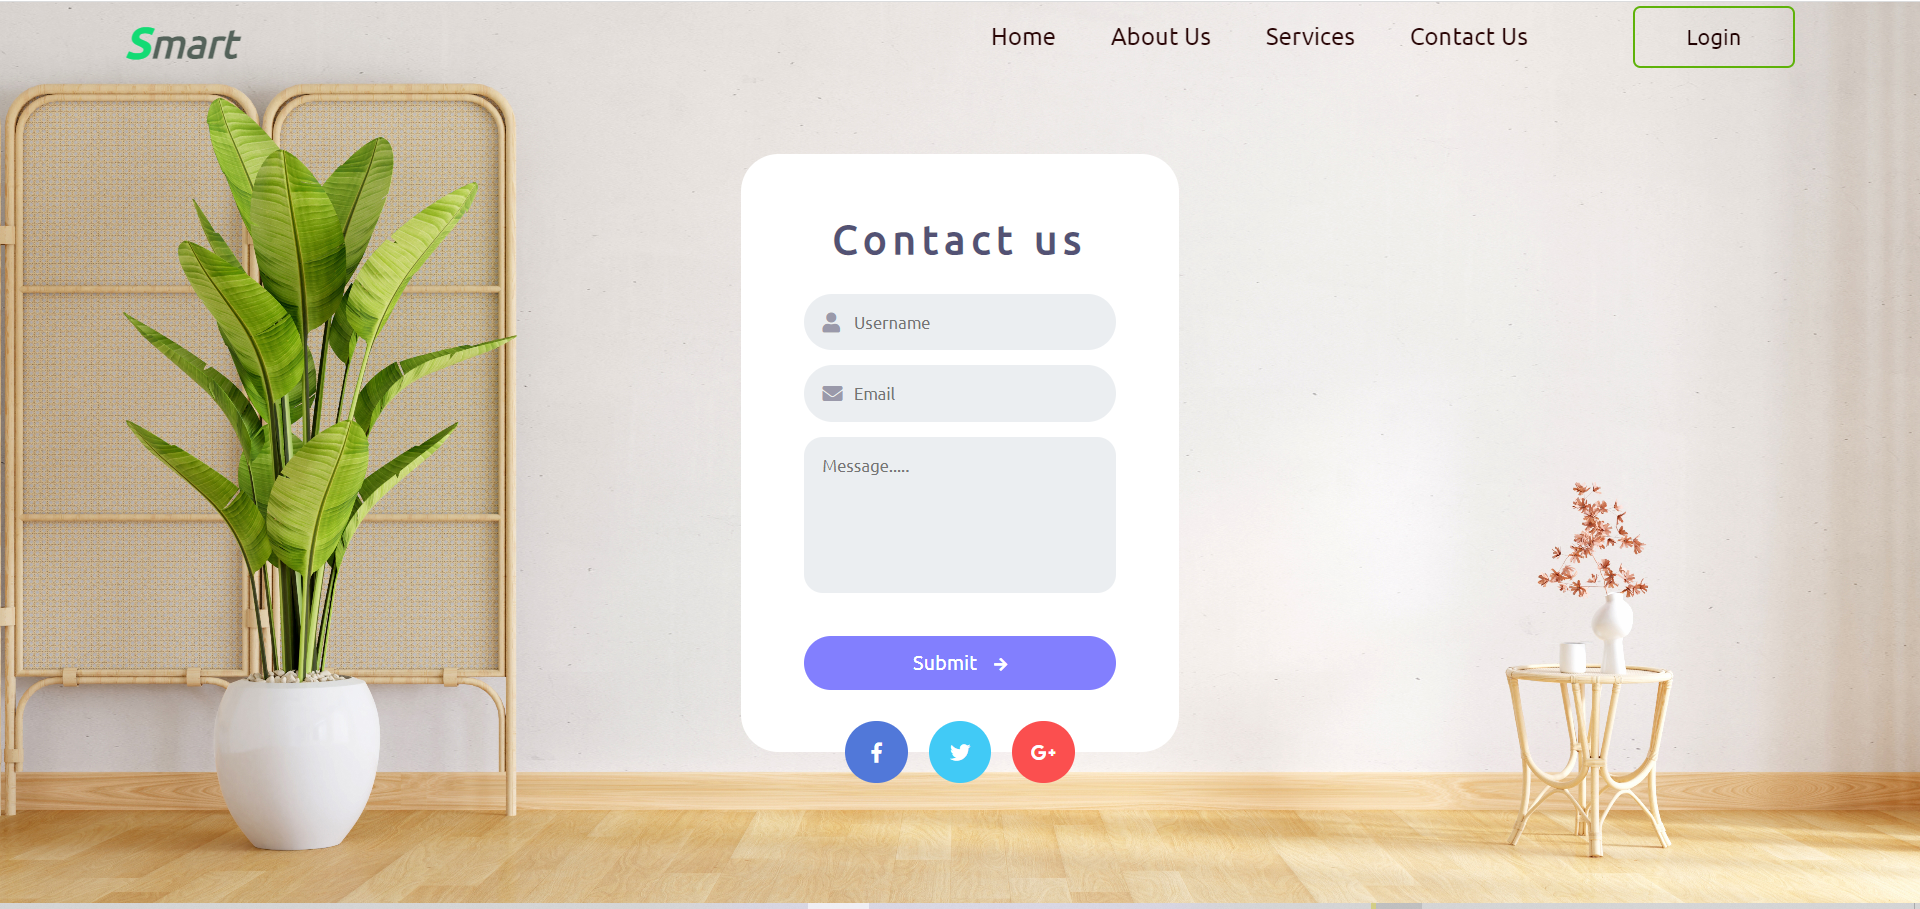 Smart
Home About Us Services Contact Us Login
Contact us
Username
Email
Message.....
Submit
f
G+